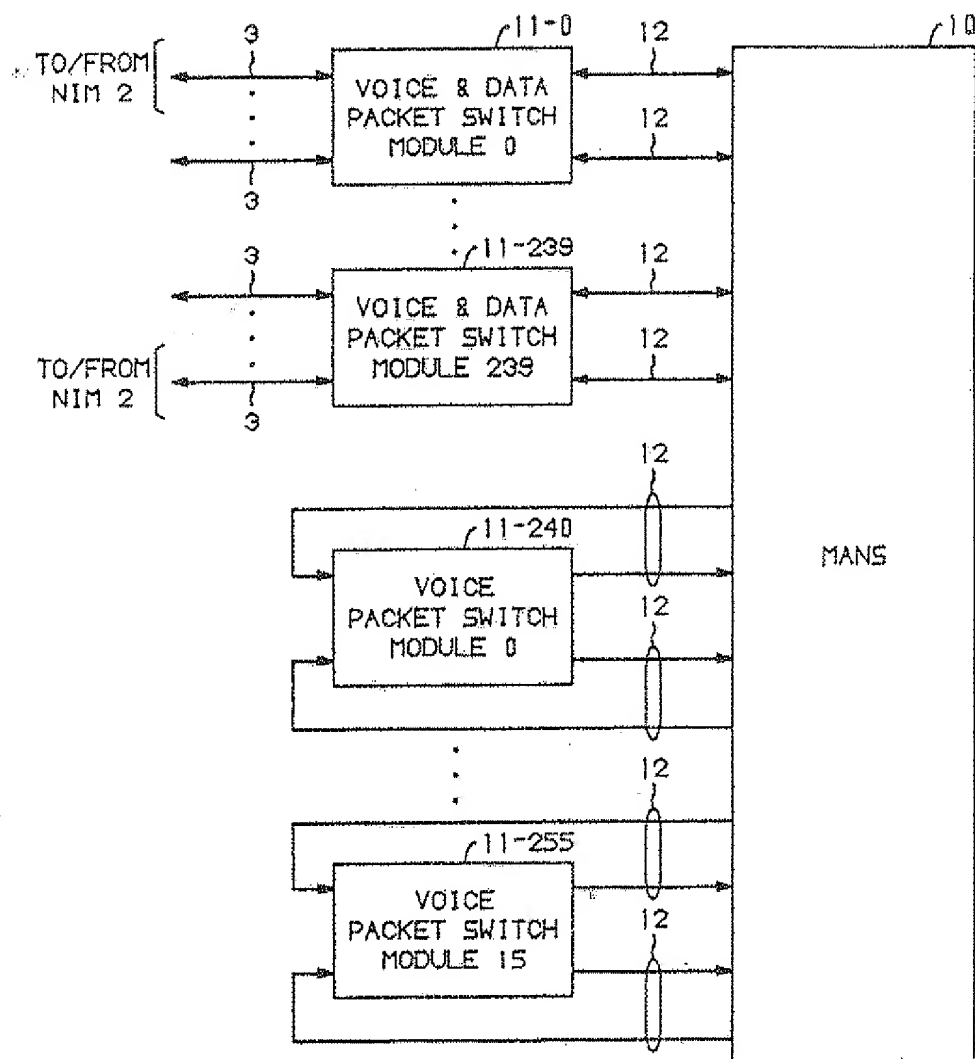 11-0
12
10
3
TO/FROM
NIM 2
VOICE & DATA
PACKET SWITCH
MODULE 0
12
3
11-239
3
12
VOICE & DATA
PACKET SWITCH
MODULE 239
12
TO/FROM
NIM 2
3
12
11-240
MANS
VOICE
PACKET SWITCH
MODULE 0
12
12
11-255
VOICE
PACKET SWITCH
MODULE 15
12